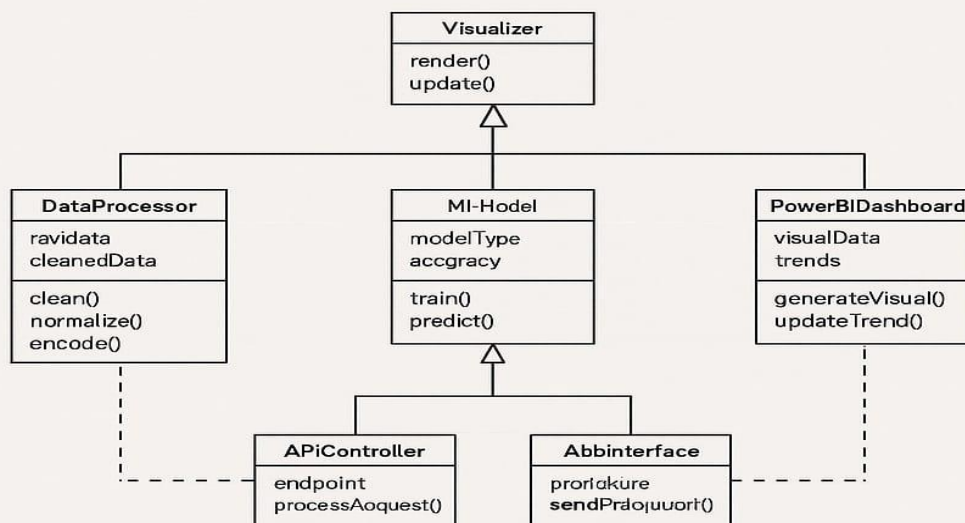 Visualizer
render()
update()
DataProcessor
ravidata
cleanedData
clean()
normalize()
encode()
MI-Hodel
modelType
accgracy
train()
predict()
PowerBIDashboard
visualData
trends
generateVisual()
updateTrend()
APiController
endpoint
processAoquest()
Abbinterface